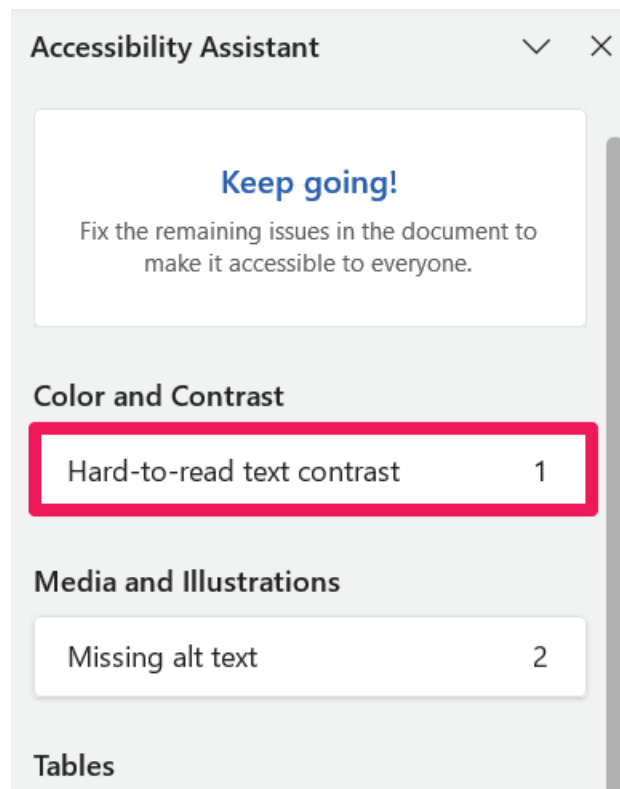 Accessibility Assistant
Keep going!
Fix the remaining issues in the document to
make it accessible to everyone.
Color and Contrast
Hard-to-read text contrast 1
Media and Illustrations
Missing alt text 2
Tables